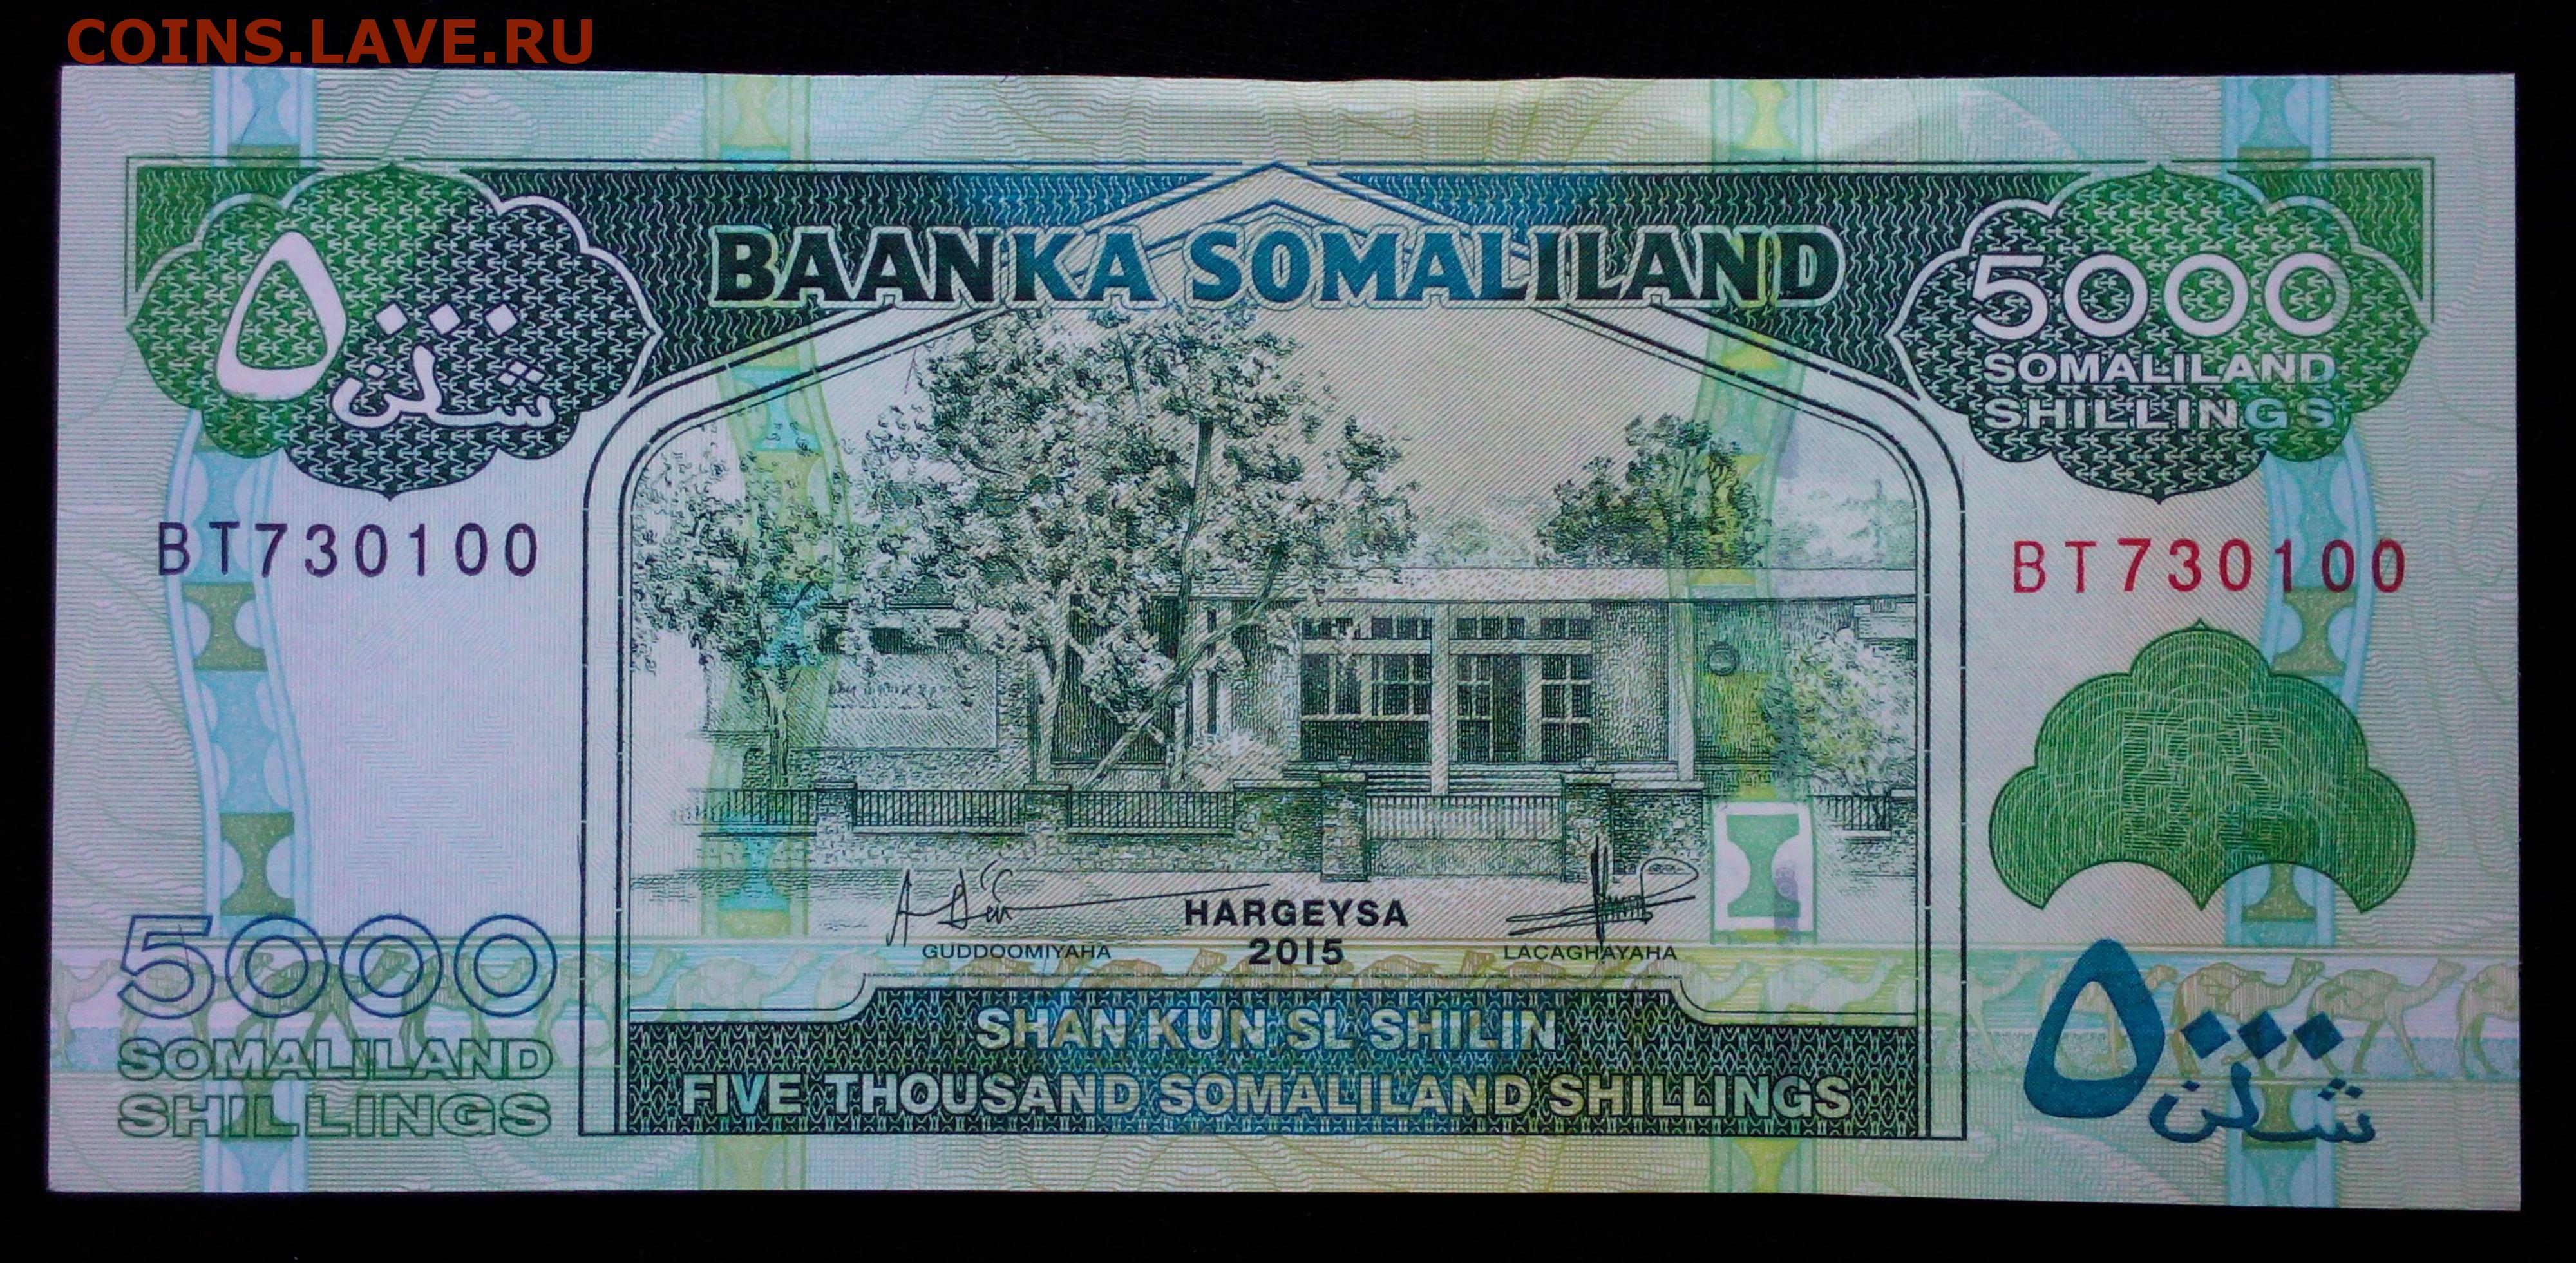 COINS.LAVE.RU
BAANKA SOMALILAND
٥٠٠٠
شلن
5000
SOMALILAND
SHILLINGS
BT730100
BT730100
HARGEYSA
2015
GUDDOOMIYAHA
LACAGHAYAHA
5000
SOMALILAND
SHILLINGS
SHAN KUN SL SHILIN
FIVE THOUSAND SOMALILAND SHILLINGS
٥٠٠٠
شلن